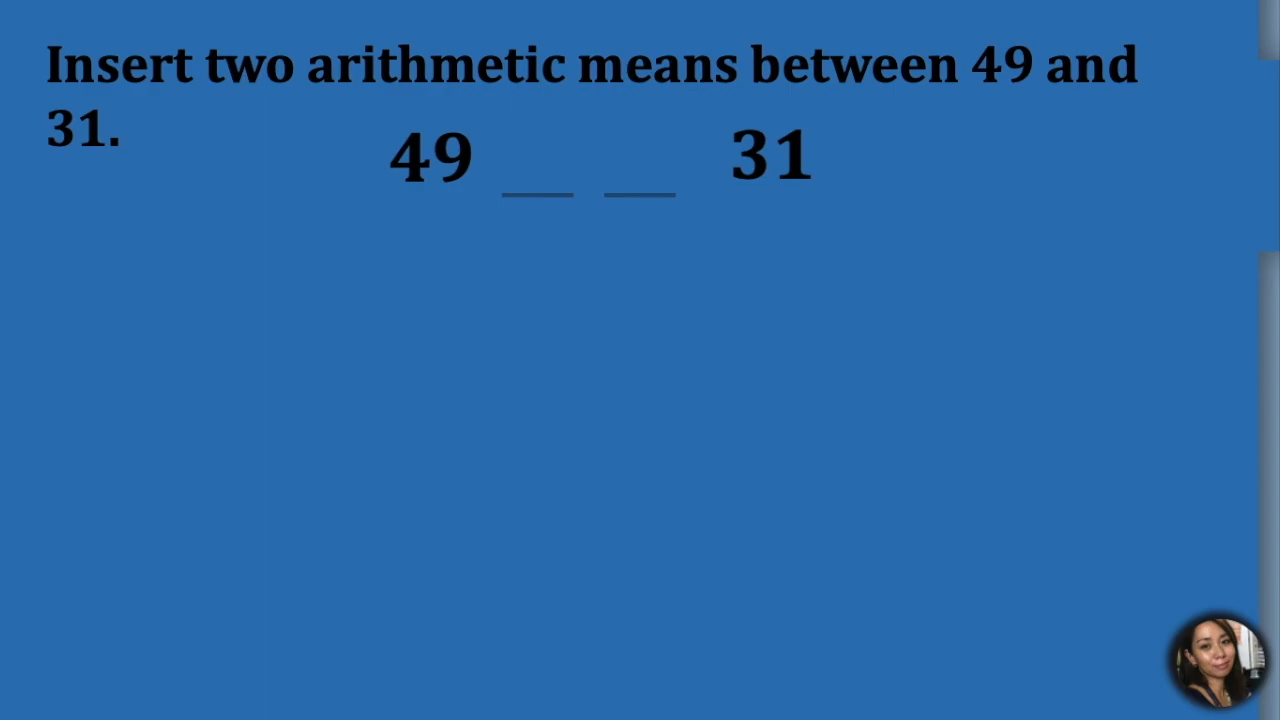 Insert two arithmetic means between 49 and
31.
49 __ __ 31